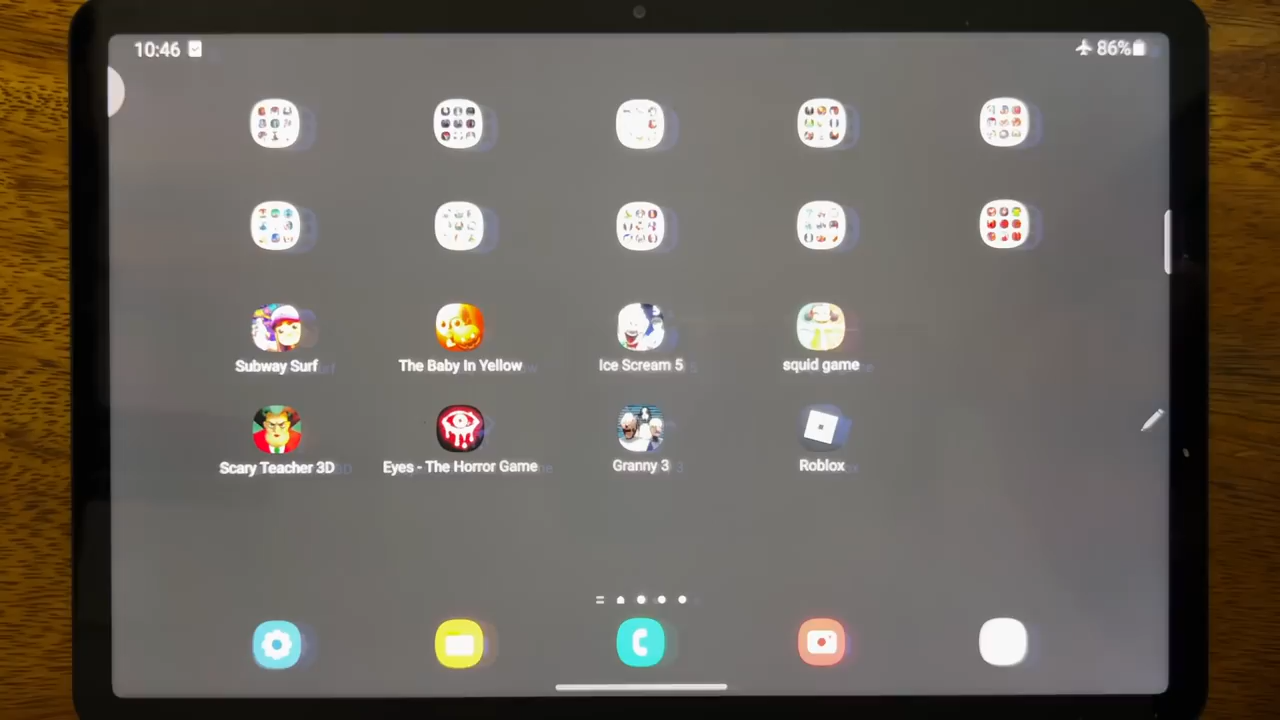 10:46
86%
Subway Surf
The Baby In Yellow
Ice Scream 5
squid game
Scary Teacher 3D
Eyes - The Horror Game
Granny 3
Roblox